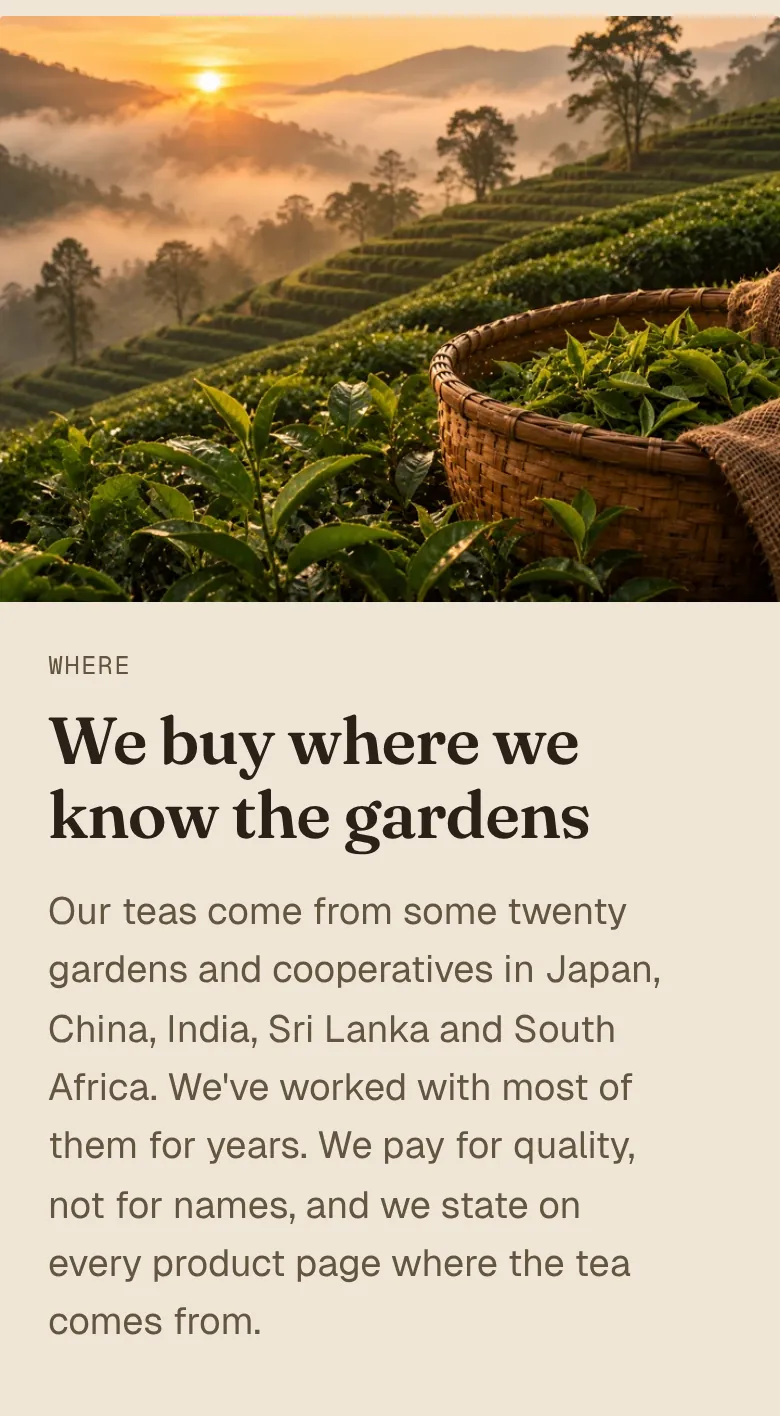 WHERE
We buy where we
know the gardens
Our teas come from some twenty
gardens and cooperatives in Japan,
China, India, Sri Lanka and South
Africa. We've worked with most of
them for years. We pay for quality,
not for names, and we state on
every product page where the tea
comes from.